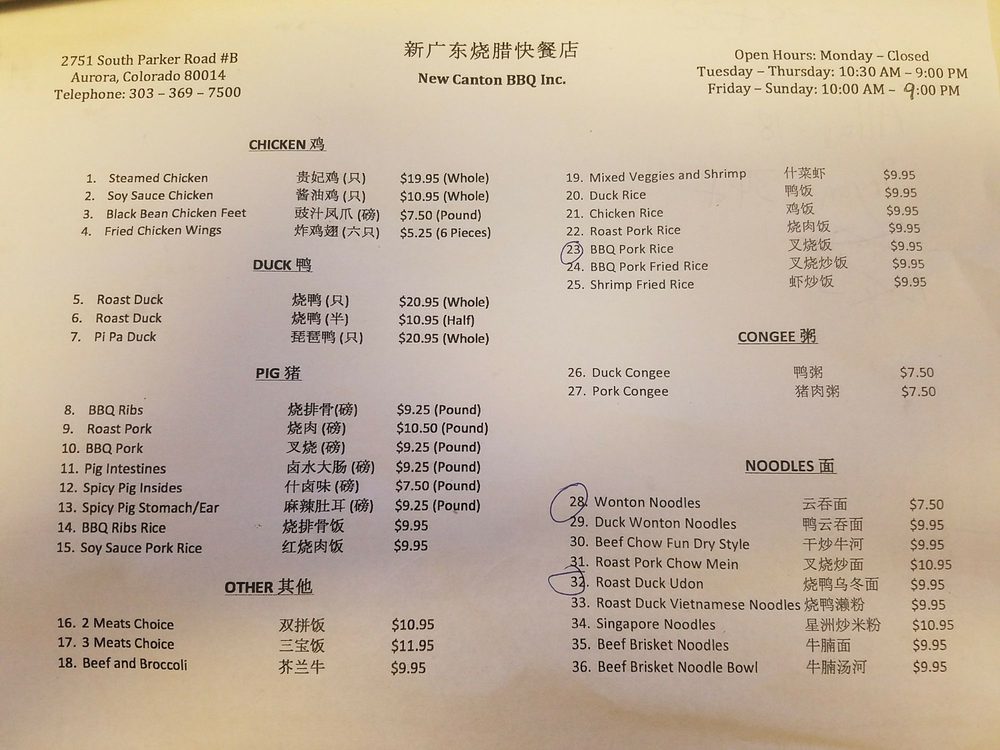 2751 South Parker Road #B
Aurora, Colorado 80014
Telephone: 303 – 369 – 7500
新广东烧腊快餐店
New Canton BBQ Inc.
Open Hours: Monday – Closed
Tuesday – Thursday: 10:30 AM – 9:00 PM
Friday – Sunday: 10:00 AM – 9:00 PM
CHICKEN 鸡
1. Steamed Chicken 贵妃鸡 (只) $19.95 (Whole)
2. Soy Sauce Chicken 酱油鸡 (只) $10.95 (Whole)
3. Black Bean Chicken Feet 豉汁凤爪 (磅) $7.50 (Pound)
4. Fried Chicken Wings 炸鸡翅 (六只) $5.25 (6 Pieces)
DUCK 鸭
5. Roast Duck 烧鸭 (只) $20.95 (Whole)
6. Roast Duck 烧鸭 (半) $10.95 (Half)
7. Pi Pa Duck 琵琶鸭 (只) $20.95 (Whole)
PIG 猪
8. BBQ Ribs 烧排骨(磅) $9.25 (Pound)
9. Roast Pork 烧肉 (磅) $10.50 (Pound)
10. BBQ Pork 叉烧 (磅) $9.25 (Pound)
11. Pig Intestines 卤水大肠 (磅) $9.25 (Pound)
12. Spicy Pig Insides 什卤味 (磅) $7.50 (Pound)
13. Spicy Pig Stomach/Ear 麻辣肚耳 (磅) $9.25 (Pound)
14. BBQ Ribs Rice 烧排骨饭 $9.95
15. Soy Sauce Pork Rice 红烧肉饭 $9.95
OTHER 其他
16. 2 Meats Choice 双拼饭 $10.95
17. 3 Meats Choice 三宝饭 $11.95
18. Beef and Broccoli 芥兰牛 $9.95
19. Mixed Veggies and Shrimp 什菜虾 $9.95
20. Duck Rice 鸭饭 $9.95
21. Chicken Rice 鸡饭 $9.95
22. Roast Pork Rice 烧肉饭 $9.95
23. BBQ Pork Rice 叉烧饭 $9.95
24. BBQ Pork Fried Rice 叉烧炒饭 $9.95
25. Shrimp Fried Rice 虾炒饭 $9.95
CONGEE 粥
26. Duck Congee 鸭粥 $7.50
27. Pork Congee 猪肉粥 $7.50
NOODLES 面
28. Wonton Noodles 云吞面 $7.50
29. Duck Wonton Noodles 鸭云吞面 $9.95
30. Beef Chow Fun Dry Style 干炒牛河 $9.95
31. Roast Pork Chow Mein 叉烧炒面 $10.95
32. Roast Duck Udon 烧鸭乌冬面 $9.95
33. Roast Duck Vietnamese Noodles 烧鸭濑粉 $9.95
34. Singapore Noodles 星洲炒米粉 $10.95
35. Beef Brisket Noodles 牛腩面 $9.95
36. Beef Brisket Noodle Bowl 牛腩汤河 $9.95